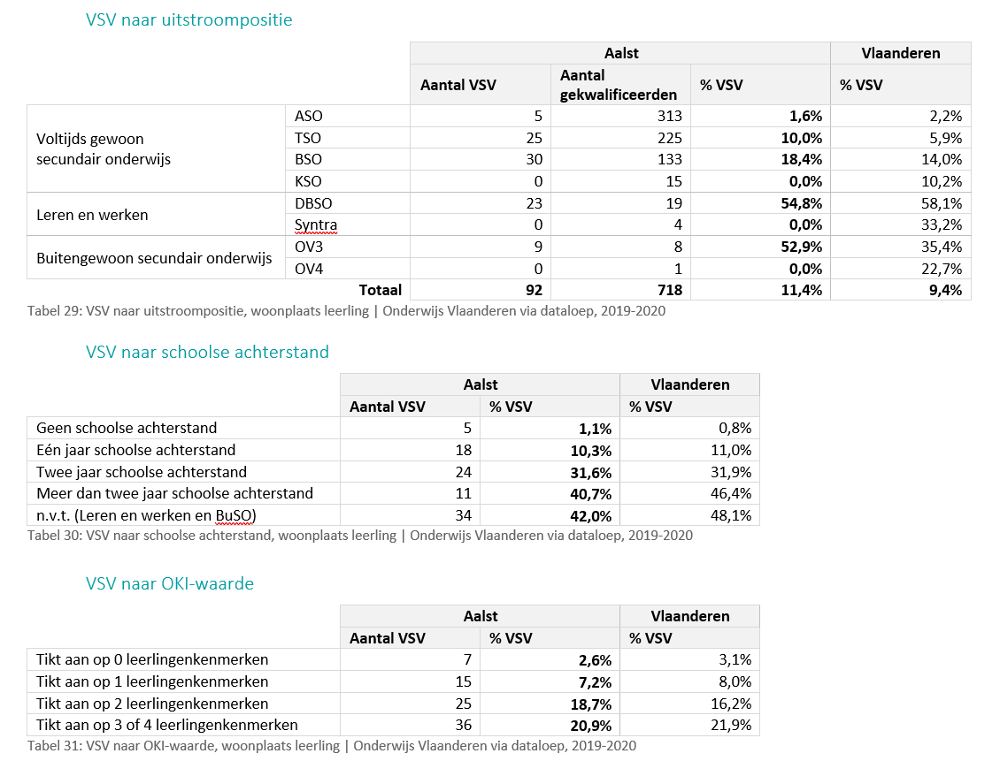 VSV naar uitstroompositie
Aalst Vlaanderen
Aantal VSV Aantal gekwalificeerden % VSV % VSV
Voltijds gewoon secundair onderwijs
ASO 5 313 1,6% 2,2%
TSO 25 225 10,0% 5,9%
BSO 30 133 18,4% 14,0%
KSO 0 15 0,0% 10,2%
Leren en werken
DBSO 23 19 54,8% 58,1%
Syntra 0 4 0,0% 33,2%
Buitengewoon secundair onderwijs
OV3 9 8 52,9% 35,4%
OV4 0 1 0,0% 22,7%
Totaal 92 718 11,4% 9,4%
Tabel 29: VSV naar uitstroompositie, woonplaats leerling | Onderwijs Vlaanderen via dataloep, 2019-2020
VSV naar schoolse achterstand
Aalst Vlaanderen
Aantal VSV % VSV % VSV
Geen schoolse achterstand 5 1,1% 0,8%
Eén jaar schoolse achterstand 18 10,3% 11,0%
Twee jaar schoolse achterstand 24 31,6% 31,9%
Meer dan twee jaar schoolse achterstand 11 40,7% 46,4%
n.v.t. (Leren en werken en BuSO) 34 42,0% 48,1%
Tabel 30: VSV naar schoolse achterstand, woonplaats leerling | Onderwijs Vlaanderen via dataloep, 2019-2020
VSV naar OKI-waarde
Aalst Vlaanderen
Aantal VSV % VSV % VSV
Tikt aan op 0 leerlingenkenmerken 7 2,6% 3,1%
Tikt aan op 1 leerlingenkenmerken 15 7,2% 8,0%
Tikt aan op 2 leerlingenkenmerken 25 18,7% 16,2%
Tikt aan op 3 of 4 leerlingenkenmerken 36 20,9% 21,9%
Tabel 31: VSV naar OKI-waarde, woonplaats leerling | Onderwijs Vlaanderen via dataloep, 2019-2020